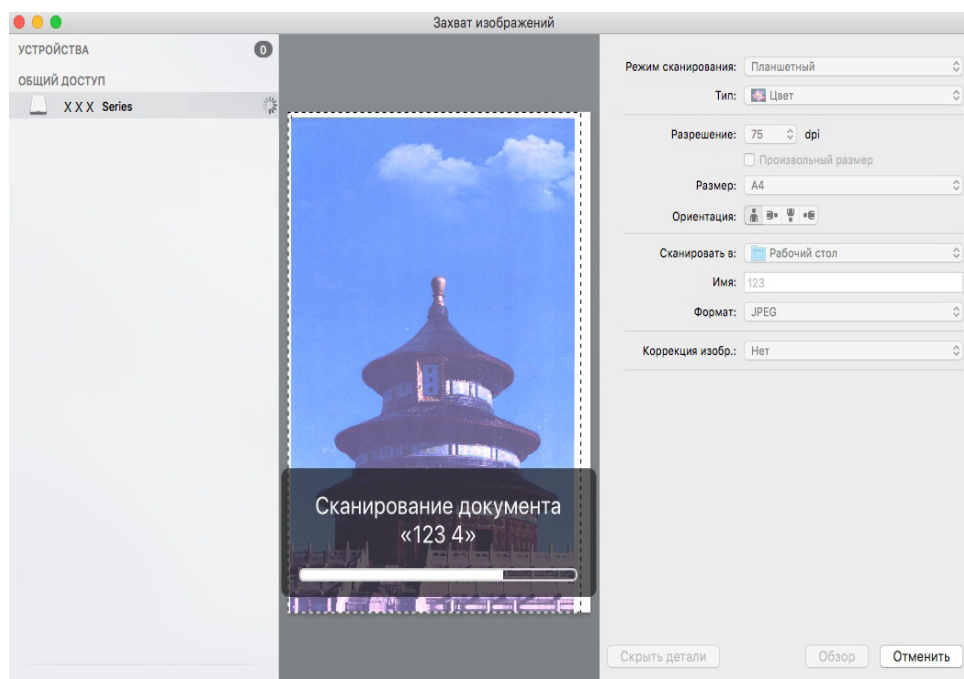 Захват изображений
УСТРОЙСТВА 0
ОБЩИЙ ДОСТУП
X X X Series
Режим сканирования: Планшетный
Тип: Цвет
Разрешение: 75 dpi
Произвольный размер
Размер: A4
Ориентация:
Сканировать в: Рабочий стол
Имя: 123
Формат: JPEG
Коррекция изобр.: Нет
Сканирование документа
«123 4»
Скрыть детали Обзор Отменить